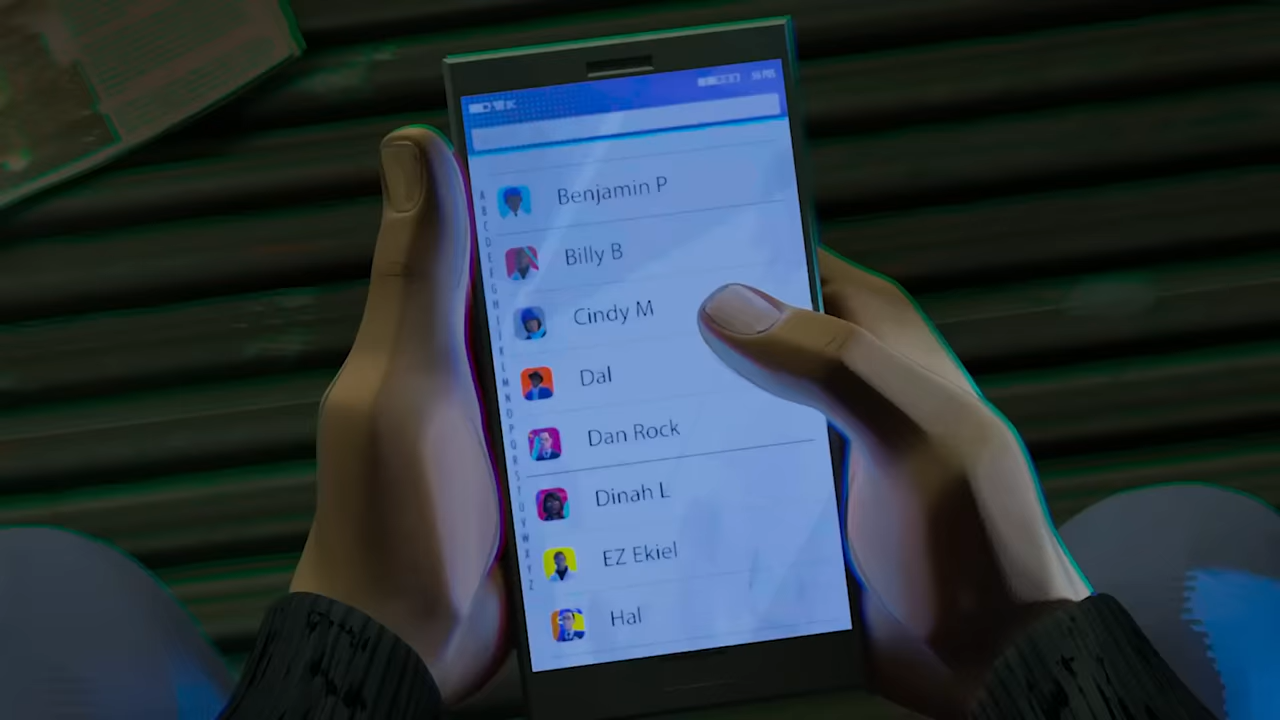 Benjamin P
Billy B
Cindy M
Dal
Dan Rock
Dinah L
EZ Ekiel
Hal